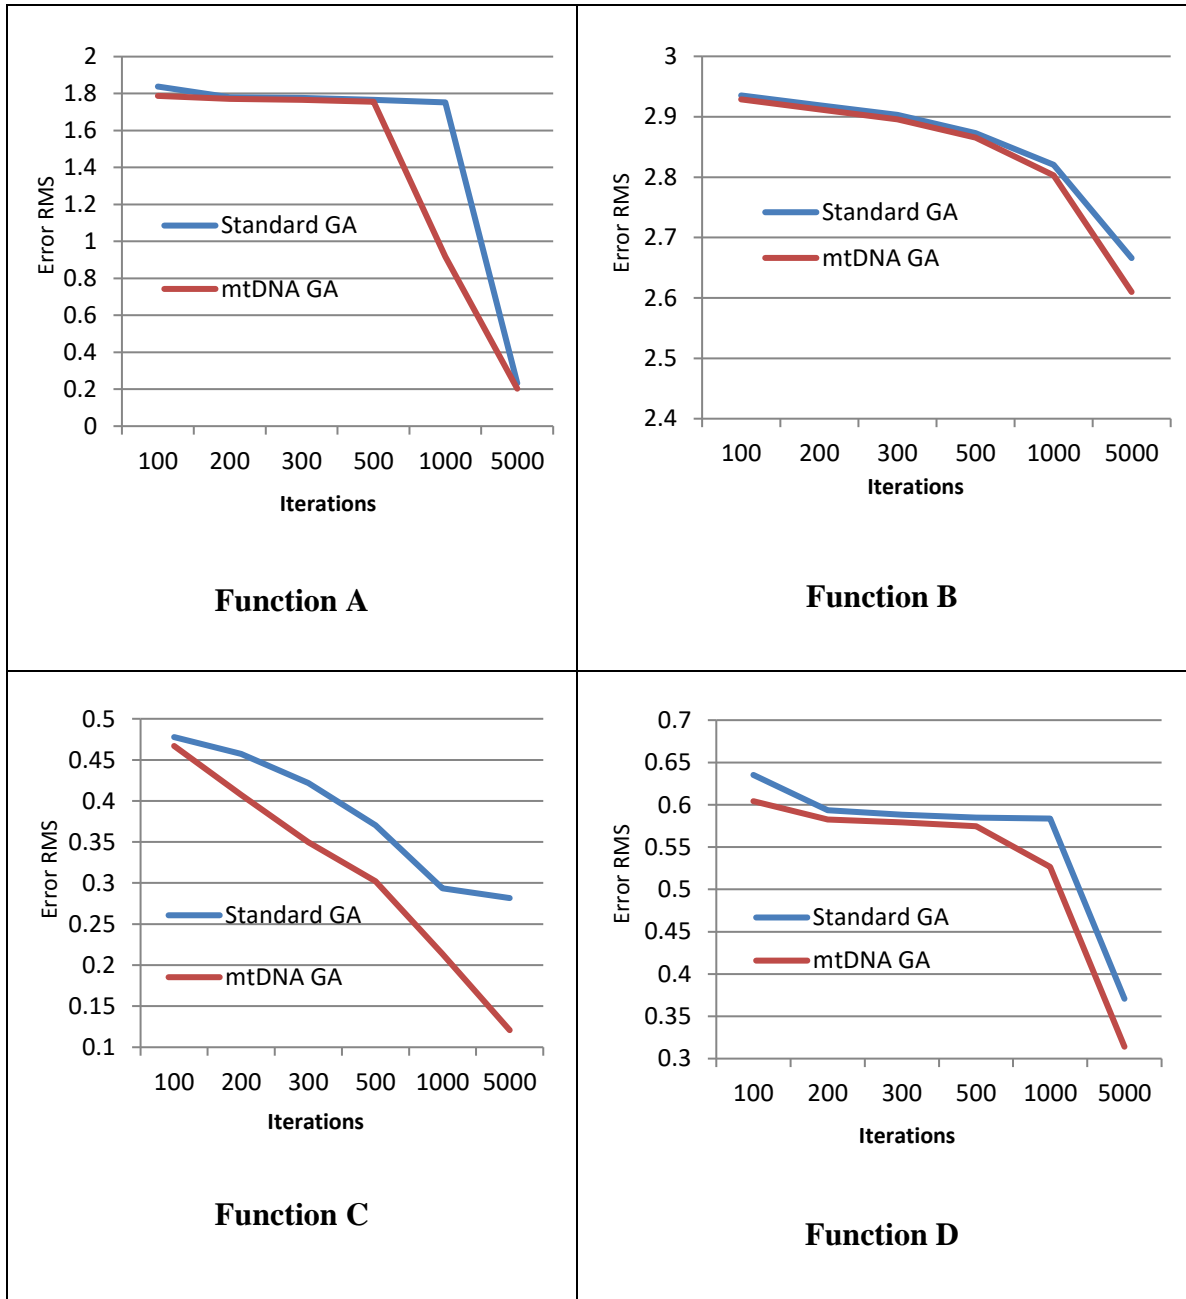 2
1.8
1.6
1.4
1.2
1
0.8
0.6
0.4
0.2
0
Error RMS
Standard GA
mtDNA GA
100 200 300 500 1000 5000
Iterations
Function A
3
2.9
2.8
2.7
2.6
2.5
2.4
Error RMS
Standard GA
mtDNA GA
100 200 300 500 1000 5000
Iterations
Function B
0.5
0.45
0.4
0.35
0.3
0.25
0.2
0.15
0.1
Error RMS
Standard GA
mtDNA GA
100 200 300 500 1000 5000
Iterations
Function C
0.7
0.65
0.6
0.55
0.5
0.45
0.4
0.35
0.3
Error RMS
Standard GA
mtDNA GA
100 200 300 500 1000 5000
Iterations
Function D